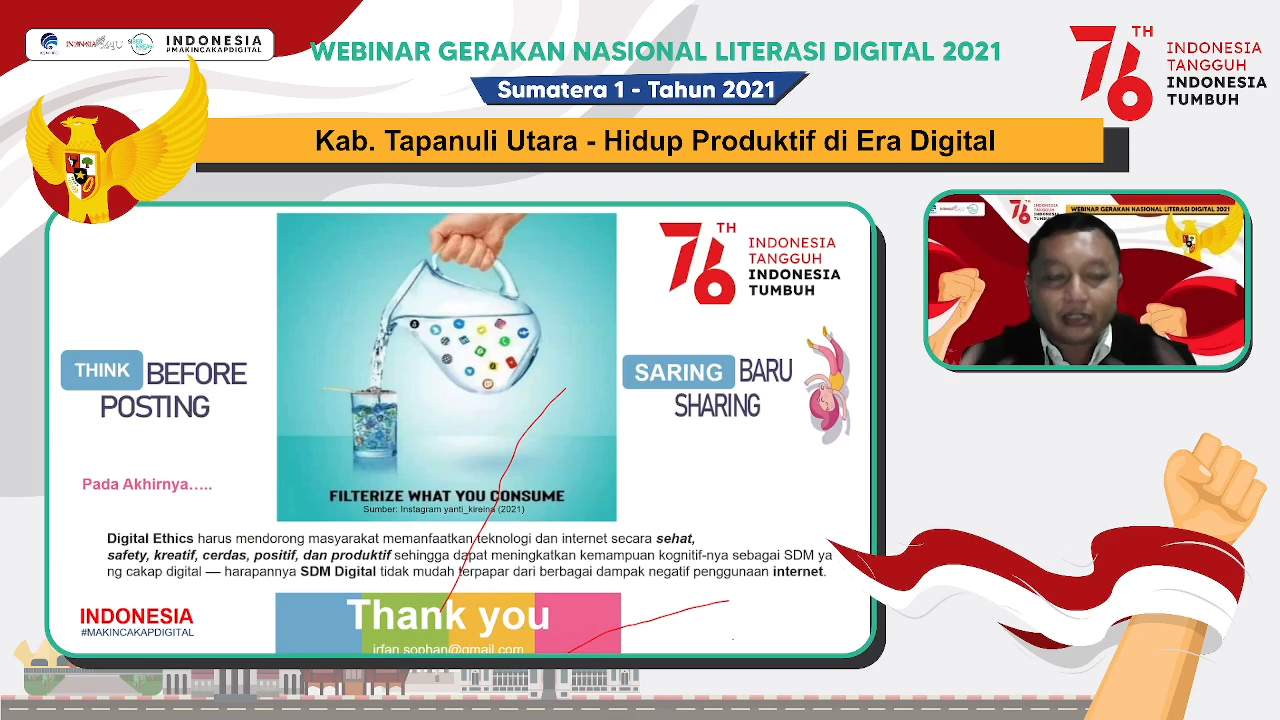 INDONESIA
#MAKINCAKAPDIGITAL
WEBINAR GERAKAN NASIONAL LITERASI DIGITAL 2021
Sumatera 1 - Tahun 2021
76TH
INDONESIA
TANGGUH
INDONESIA
TUMBUH
Kab. Tapanuli Utara - Hidup Produktif di Era Digital
76TH
INDONESIA
TANGGUH
INDONESIA
TUMBUH
WEBINAR GERAKAN NASIONAL LITERASI DIGITAL 2021
THINK BEFORE
POSTING
SARING BARU
SHARING
Pada Akhirnya.....
FILTERIZE WHAT YOU CONSUME
Sumber: Instagram yanti_kireina (2021)
Digital Ethics harus mendorong masyarakat memanfaatkan teknologi dan internet secara sehat,
safety, kreatif, cerdas, positif, dan produktif sehingga dapat meningkatkan kemampuan kognitif-nya sebagai SDM ya
ng cakap digital — harapannya SDM Digital tidak mudah terpapar dari berbagai dampak negatif penggunaan internet.
INDONESIA
#MAKINCAKAPDIGITAL
Thank you
irfan.sophan@gmail.com